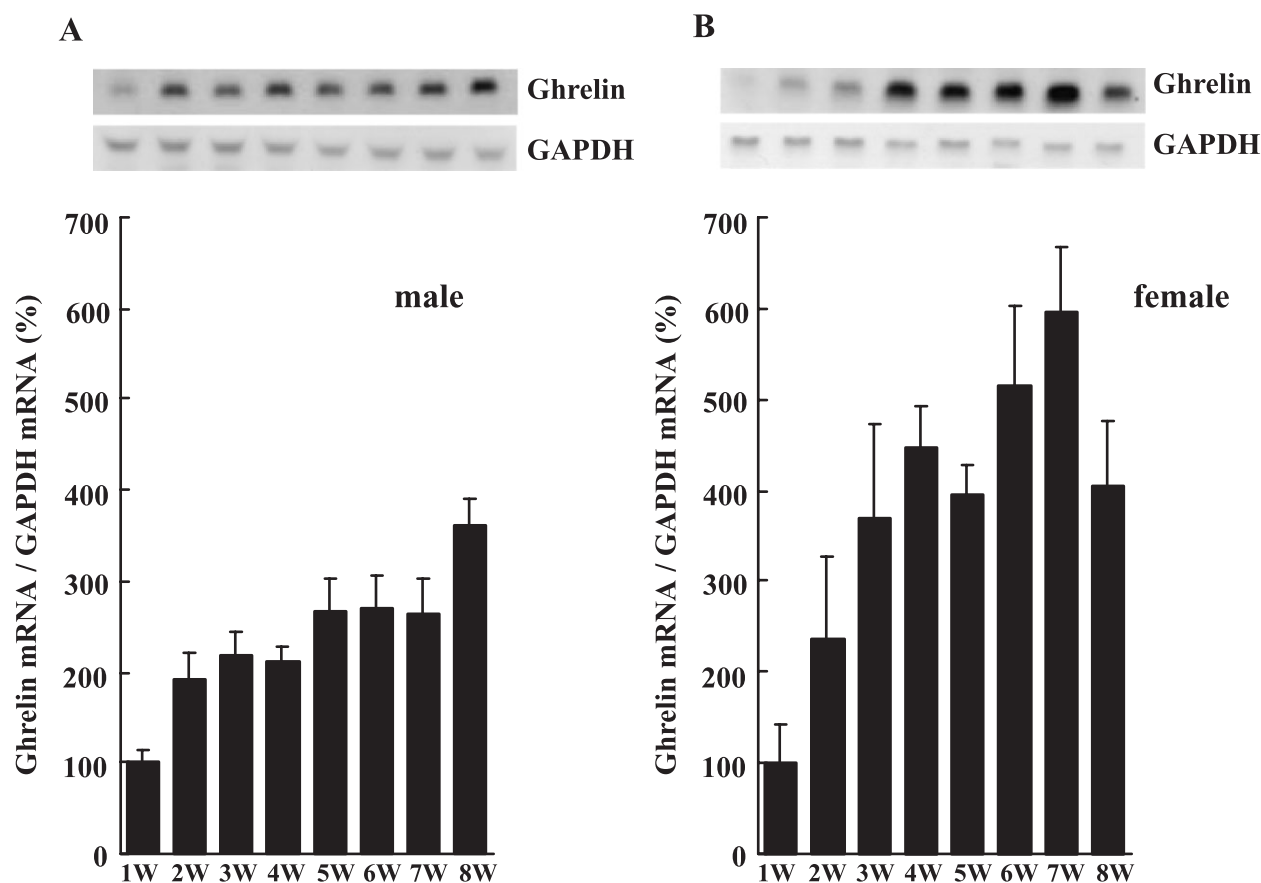 A
Ghrelin
GAPDH
700
600
500
400
300
200
100
0
Ghrelin mRNA / GAPDH mRNA (%)
male
1W 2W 3W 4W 5W 6W 7W 8W
B
Ghrelin
GAPDH
700
600
500
400
300
200
100
0
Ghrelin mRNA / GAPDH mRNA (%)
female
1W 2W 3W 4W 5W 6W 7W 8W